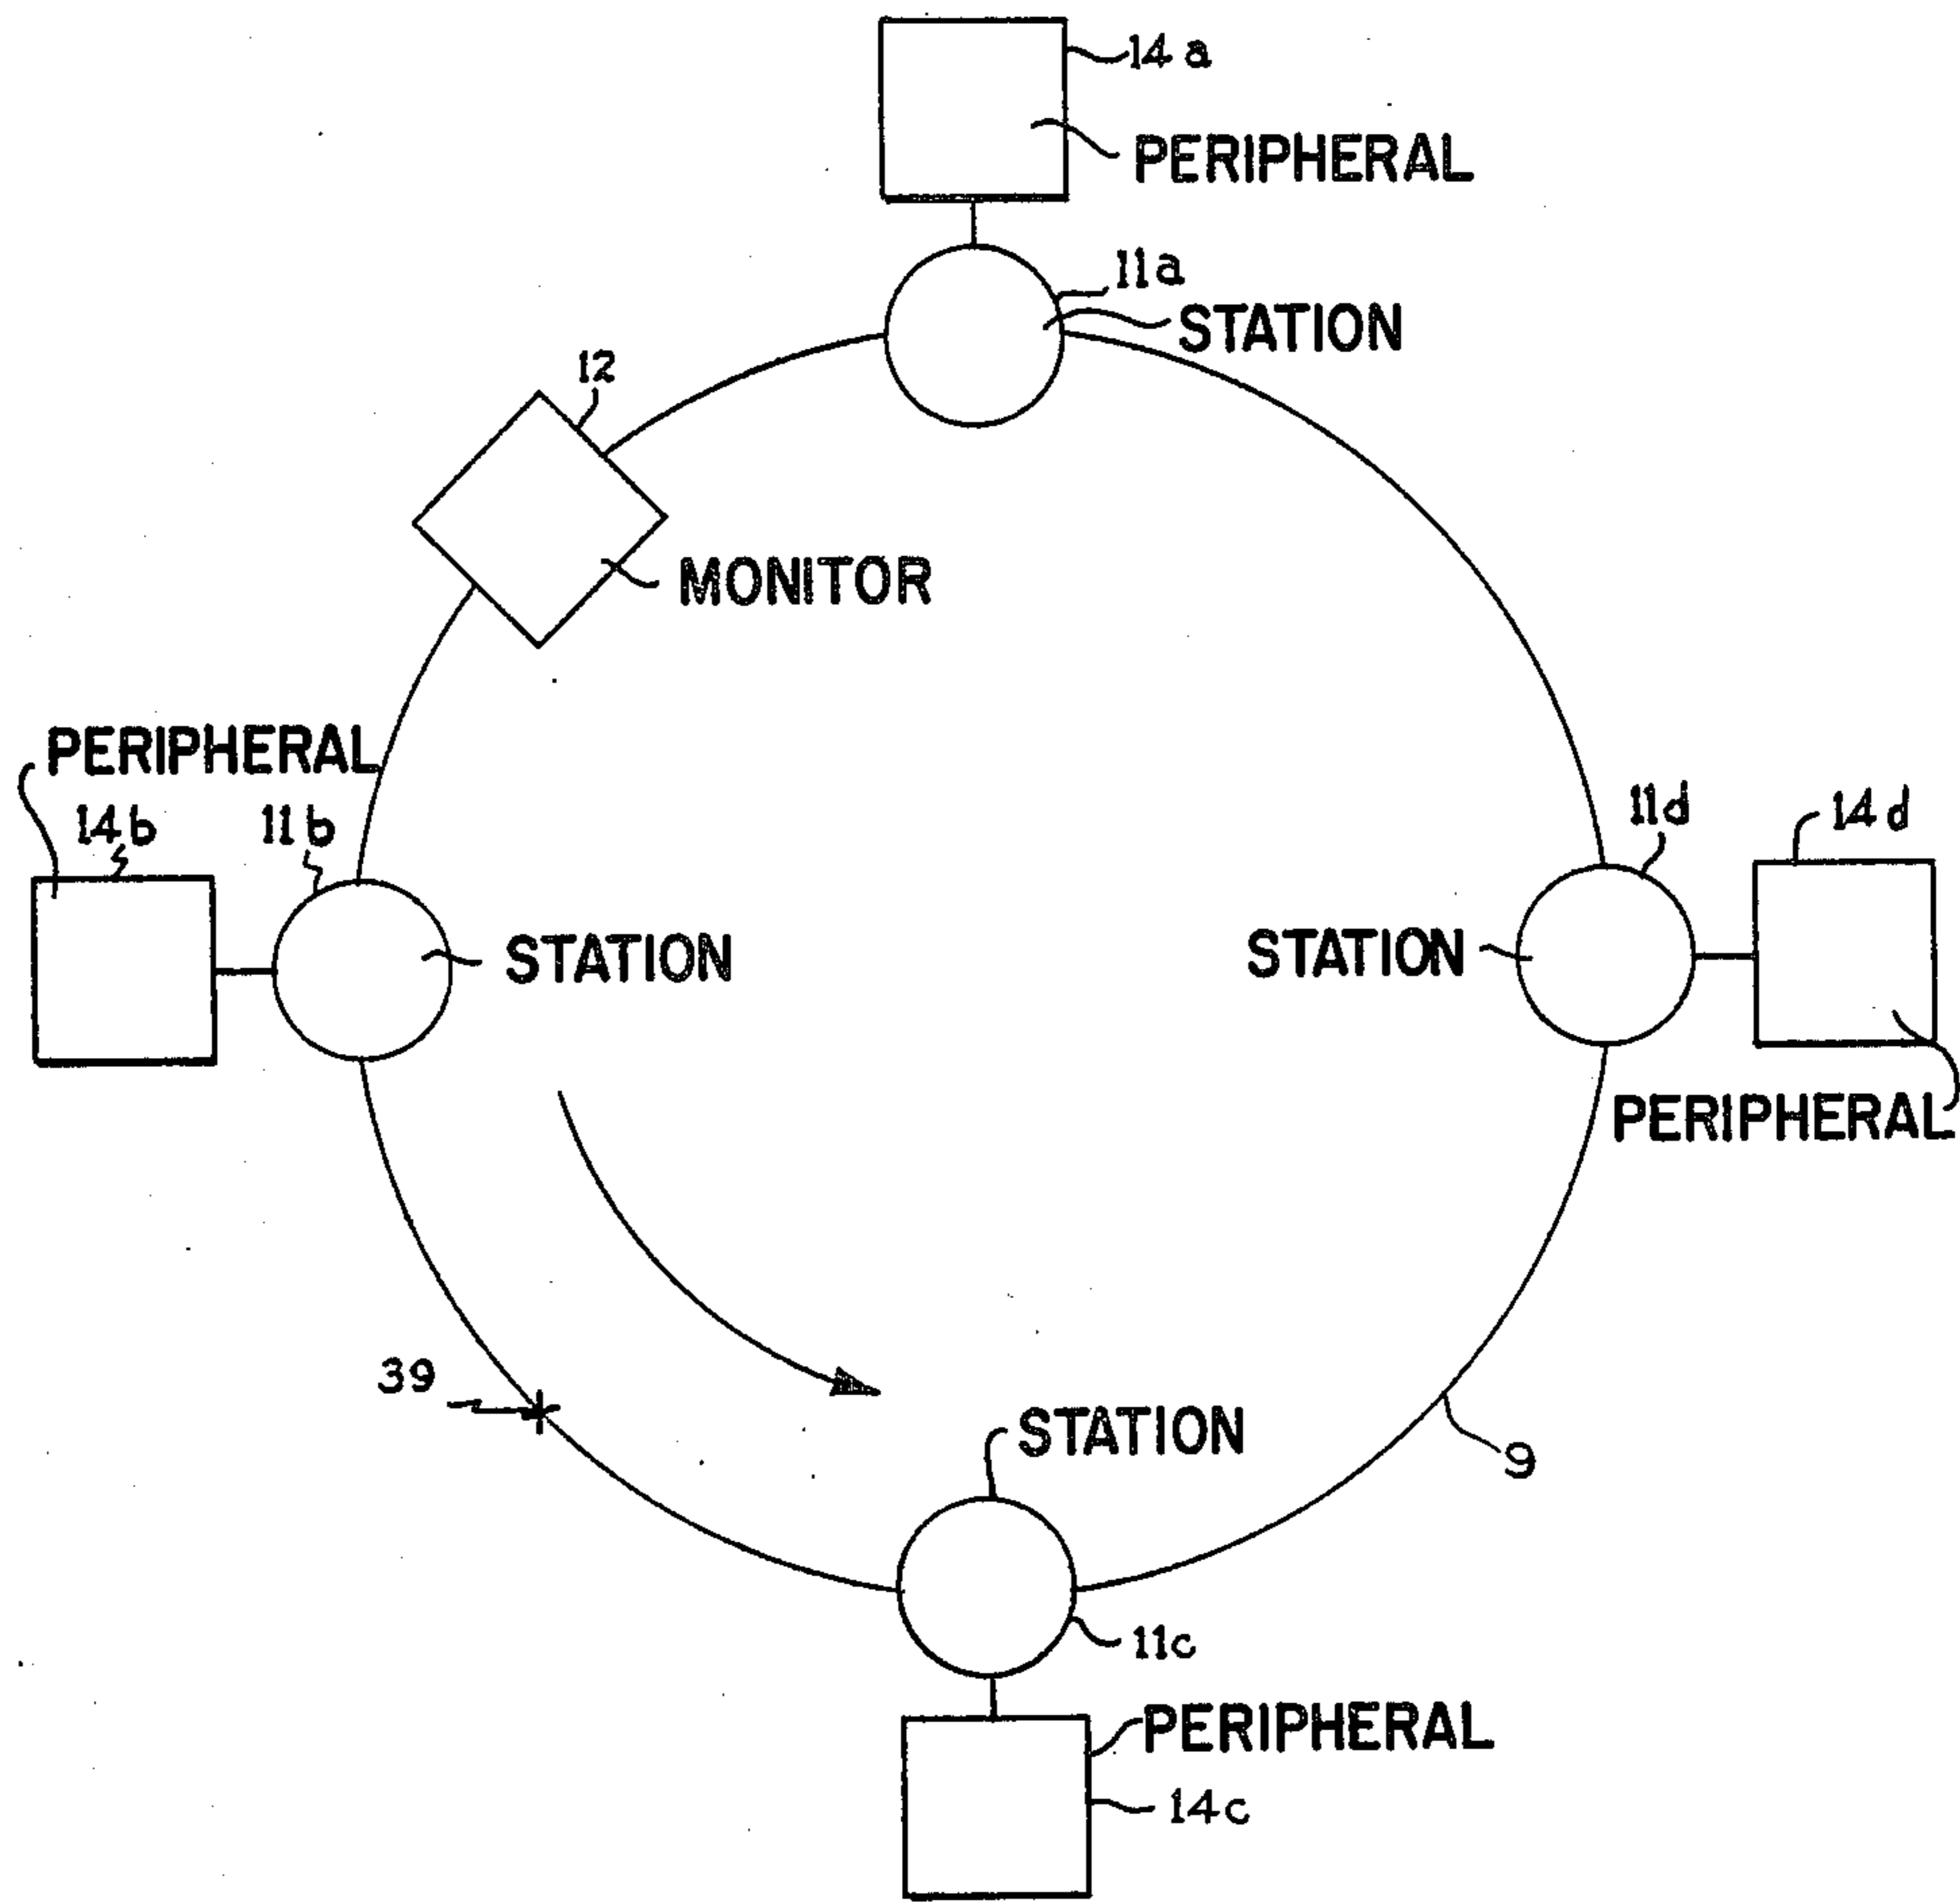 14a
PERIPHERAL
11a
STATION
12
MONITOR
PERIPHERAL
14b
11b
STATION
11d
14d
STATION
PERIPHERAL
39
STATION
9
11c
PERIPHERAL
14c